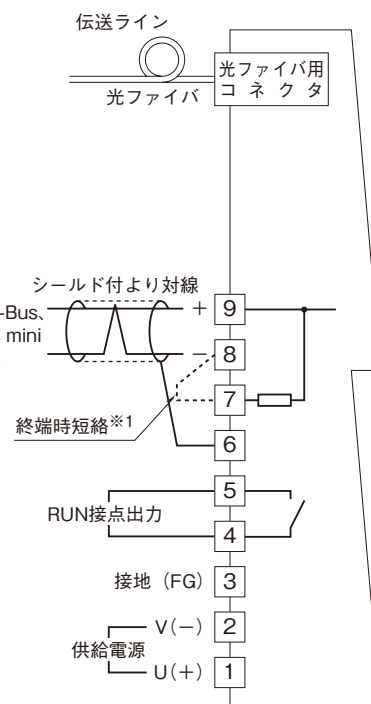 伝送ライン
光ファイバ
光ファイバ用
コネクタ
シールド付より対線
-Bus、
mini
+ 9
− 8
7
終端時短絡※1
6
5
RUN接点出力
4
接地（FG） 3
V(−) 2
供給電源
U(+) 1